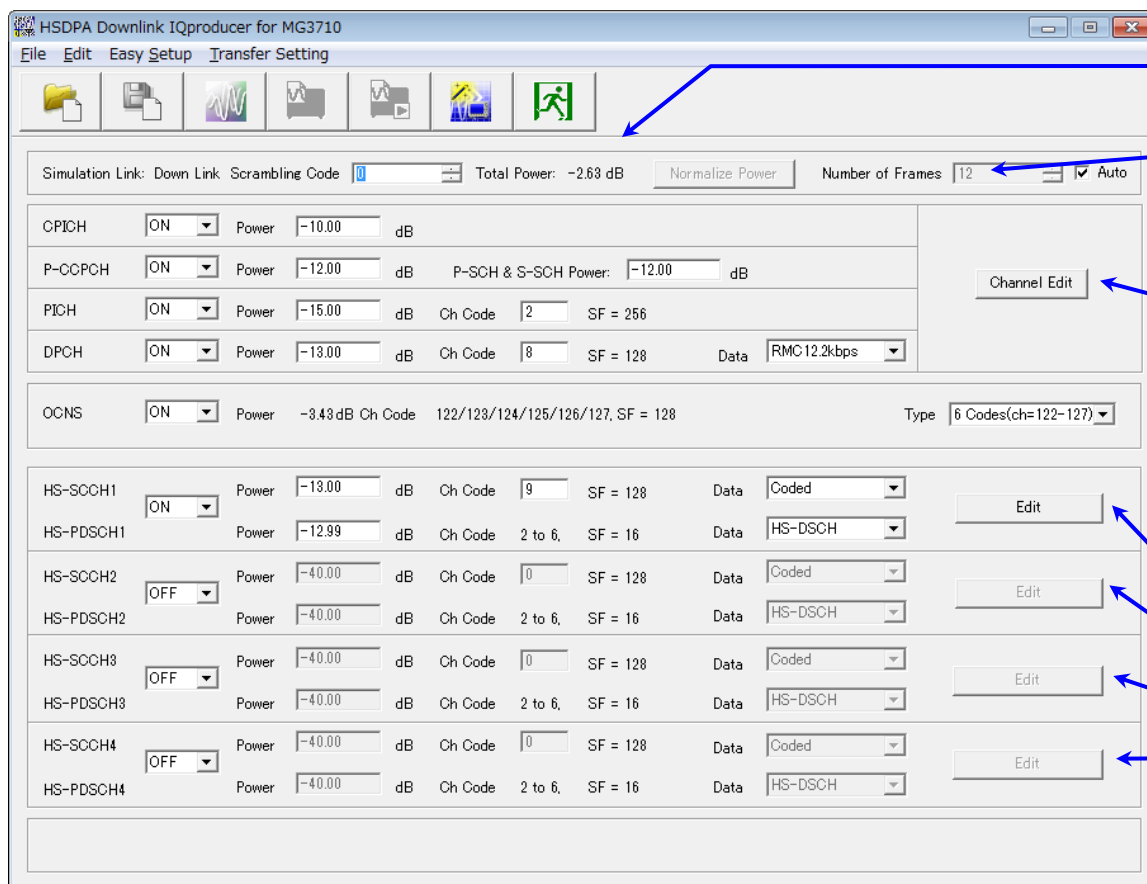 HSDPA Downlink IQproducer for MG3710
File Edit Easy Setup Transfer Setting
Simulation Link: Down Link Scrambling Code 0 Total Power: -2.63 dB Normalize Power Number of Frames 12 Auto
CPICH ON Power -10.00 dB
P-CCPCH ON Power -12.00 dB P-SCH & S-SCH Power: -12.00 dB
Channel Edit
PICH ON Power -15.00 dB Ch Code 2 SF = 256
DPCH ON Power -13.00 dB Ch Code 8 SF = 128 Data RMC12.2kbps
OCNS ON Power -3.43 dB Ch Code 122/123/124/125/126/127, SF = 128 Type 6 Codes(ch=122-127)
HS-SCCH1 Power -13.00 dB Ch Code 9 SF = 128 Data Coded
ON Edit
HS-PDSCH1 Power -12.99 dB Ch Code 2 to 6, SF = 16 Data HS-DSCH
HS-SCCH2 Power -40.00 dB Ch Code 0 SF = 128 Data Coded
OFF Edit
HS-PDSCH2 Power -40.00 dB Ch Code 2 to 6, SF = 16 Data HS-DSCH
HS-SCCH3 Power -40.00 dB Ch Code 0 SF = 128 Data Coded
OFF Edit
HS-PDSCH3 Power -40.00 dB Ch Code 2 to 6, SF = 16 Data HS-DSCH
HS-SCCH4 Power -40.00 dB Ch Code 0 SF = 128 Data Coded
OFF Edit
HS-PDSCH4 Power -40.00 dB Ch Code 2 to 6, SF = 16 Data HS-DSCH